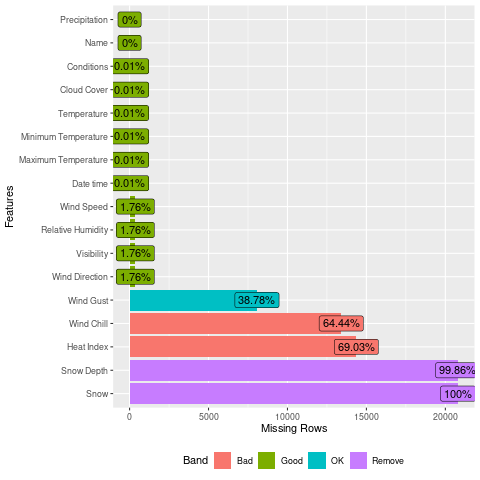 Precipitation 0%
Name 0%
Conditions 0.01%
Cloud Cover 0.01%
Temperature 0.01%
Minimum Temperature 0.01%
Maximum Temperature 0.01%
Date time 0.01%
Wind Speed 1.76%
Relative Humidity 1.76%
Visibility 1.76%
Wind Direction 1.76%
Wind Gust 38.78%
Wind Chill 64.44%
Heat Index 69.03%
Snow Depth 99.86%
Snow 100%
Features
0 5000 10000 15000 20000
Missing Rows
Band Bad Good OK Remove